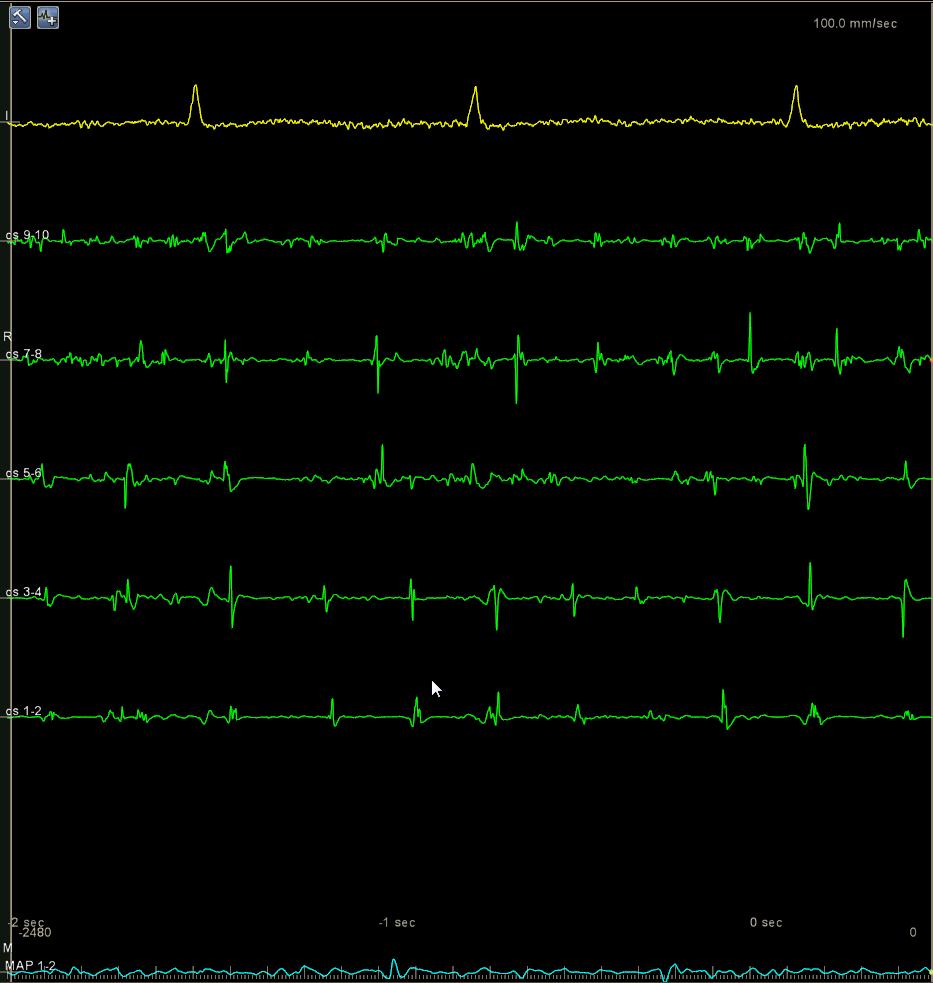 100.0 mm/sec
I
cs 9-10
R
cs 7-8
cs 5-6
cs 3-4
cs 1-2
-2 sec
-1 sec
0 sec
-2480
0
M
MAP 1-2